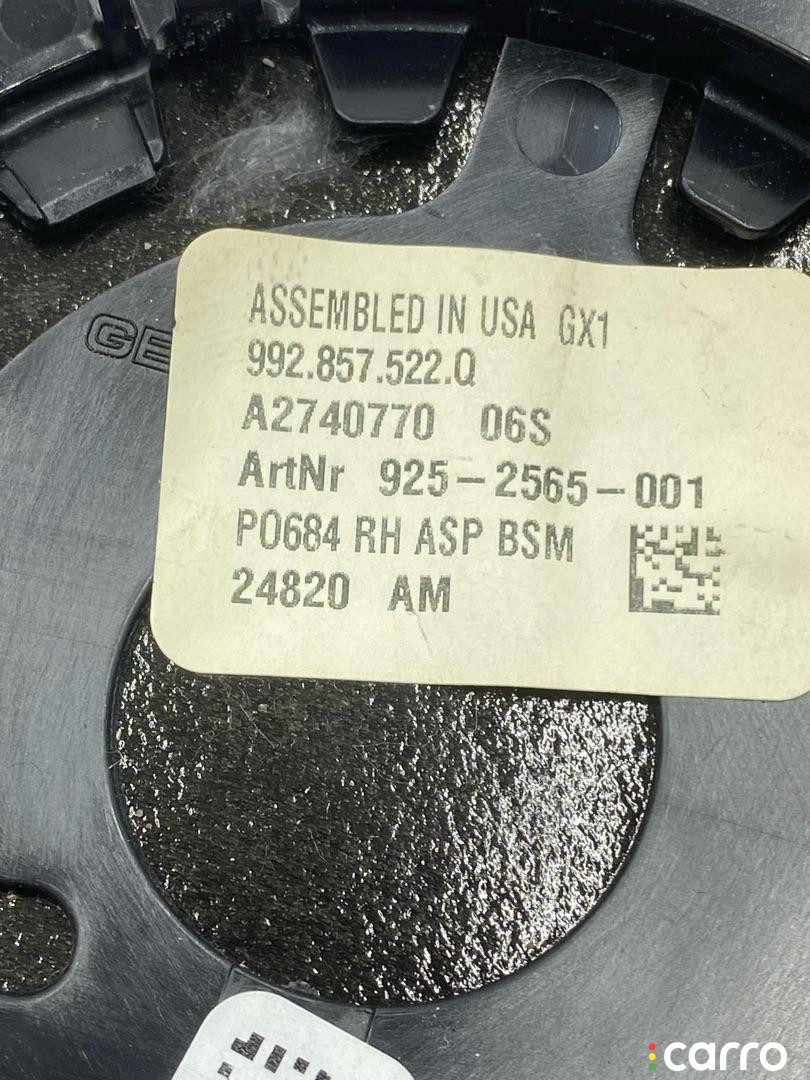 ASSEMBLED IN USA GX1
992.857.522.Q
A2740770 06S
ArtNr 925-2565-001
P0684 RH ASP BSM
24820 AM
carro